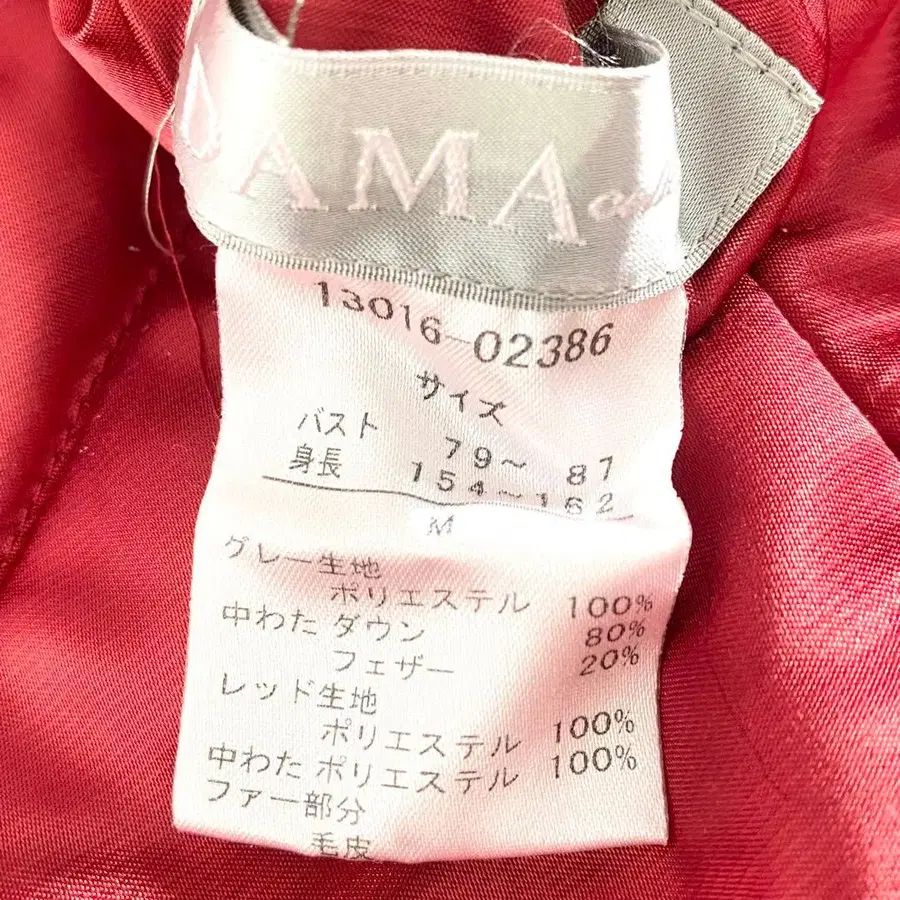 AMA
13016-02386
サイズ
バスト 79～ 87
身長 154～162
M
グレー生地
ポリエステル 100%
中わた ダウン 80%
フェザー 20%
レッド生地
ポリエステル 100%
中わた ポリエステル 100%
ファー部分
毛皮